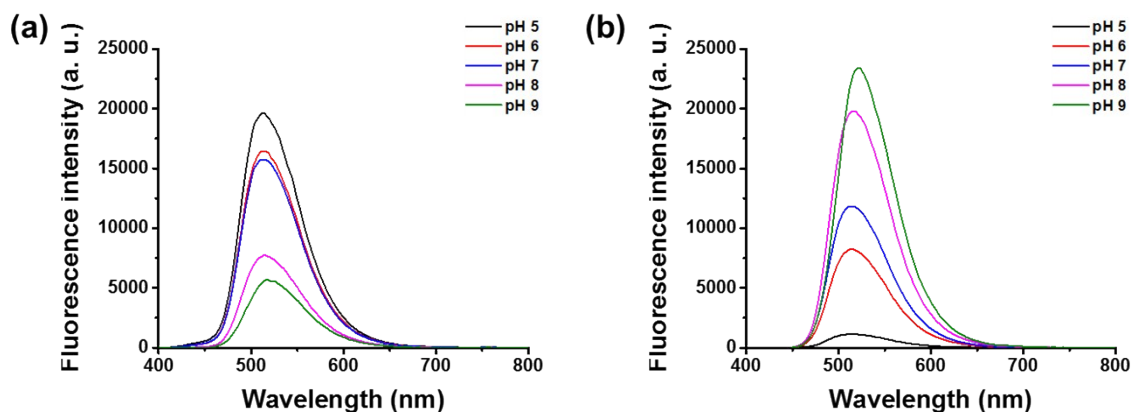 (a)
Fluorescence intensity (a. u.)
25000
20000
15000
10000
5000
0
400 500 600 700 800
Wavelength (nm)
pH 5
pH 6
pH 7
pH 8
pH 9
(b)
Fluorescence intensity (a. u.)
25000
20000
15000
10000
5000
0
400 500 600 700 800
Wavelength (nm)
pH 5
pH 6
pH 7
pH 8
pH 9